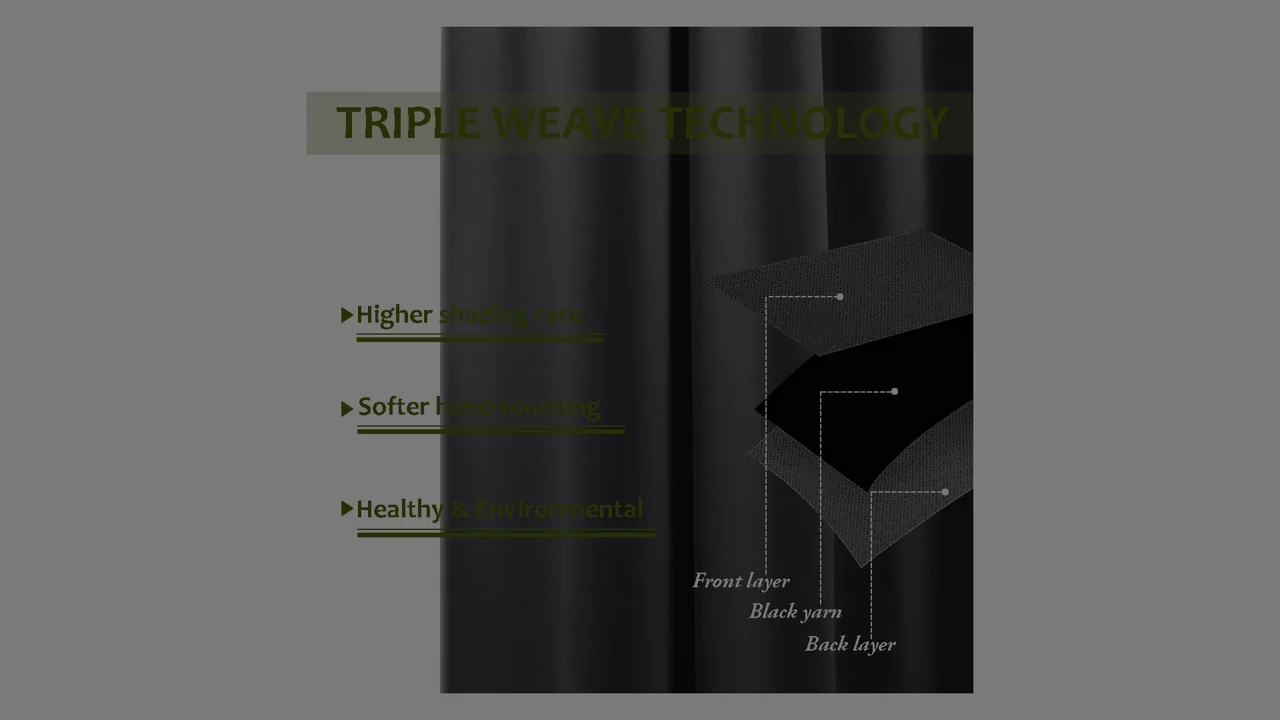 TRIPLE WEAVE TECHNOLOGY
Higher shading rate
Softer hand touching
Healthy & Environmental
Front layer
Black yarn
Back layer